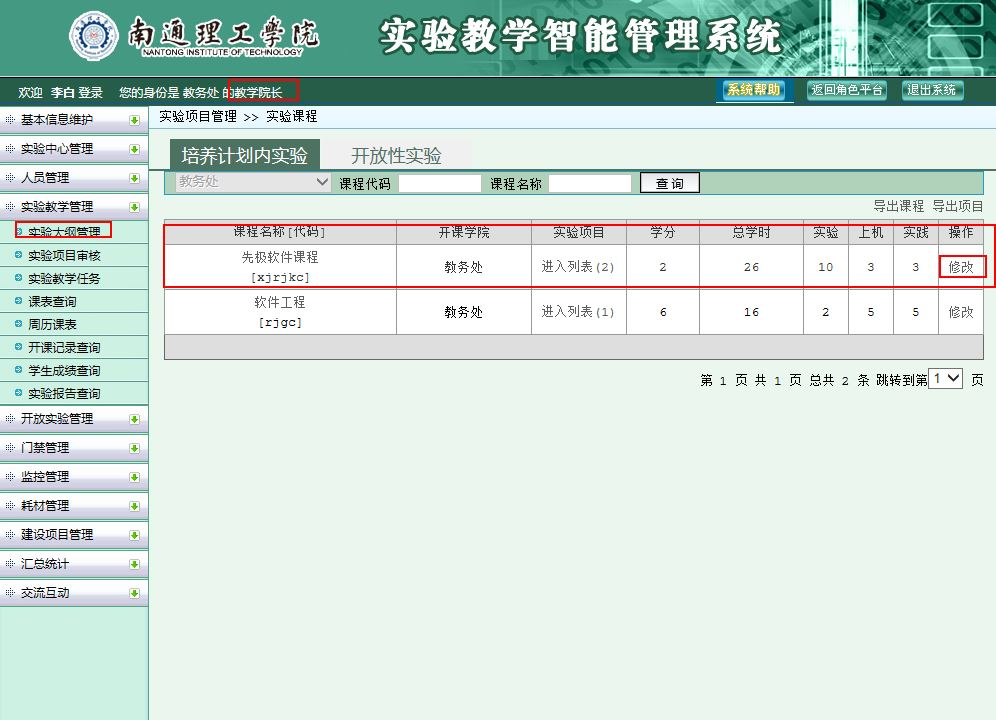 南通理工學院
NANTONG INSTITUTE OF TECHNOLOGY
实验教学智能管理系统
欢迎 李白 登录 您的身份是 教务处 的教学院长
系统帮助 返回角色平台 退出系统
基本信息维护
实验中心管理
人员管理
实验教学管理
实验大纲管理
实验项目审核
实验教学任务
课表查询
周历课表
开课记录查询
学生成绩查询
实验报告查询
开放实验管理
门禁管理
监控管理
耗材管理
建设项目管理
汇总统计
交流互动
实验项目管理 >> 实验课程
培养计划内实验 开放性实验
教务处 课程代码 课程名称 查 询
导出课程 导出项目
课程名称[代码] 开课学院 实验项目 学分 总学时 实验 上机 实践 操作
先极软件课程
[xjrjkc] 教务处 进入列表(2) 2 26 10 3 3 修改
软件工程
[rjgc] 教务处 进入列表(1) 6 16 2 5 5 修改
第 1 页 共 1 页 总共 2 条 跳转到第 1 页